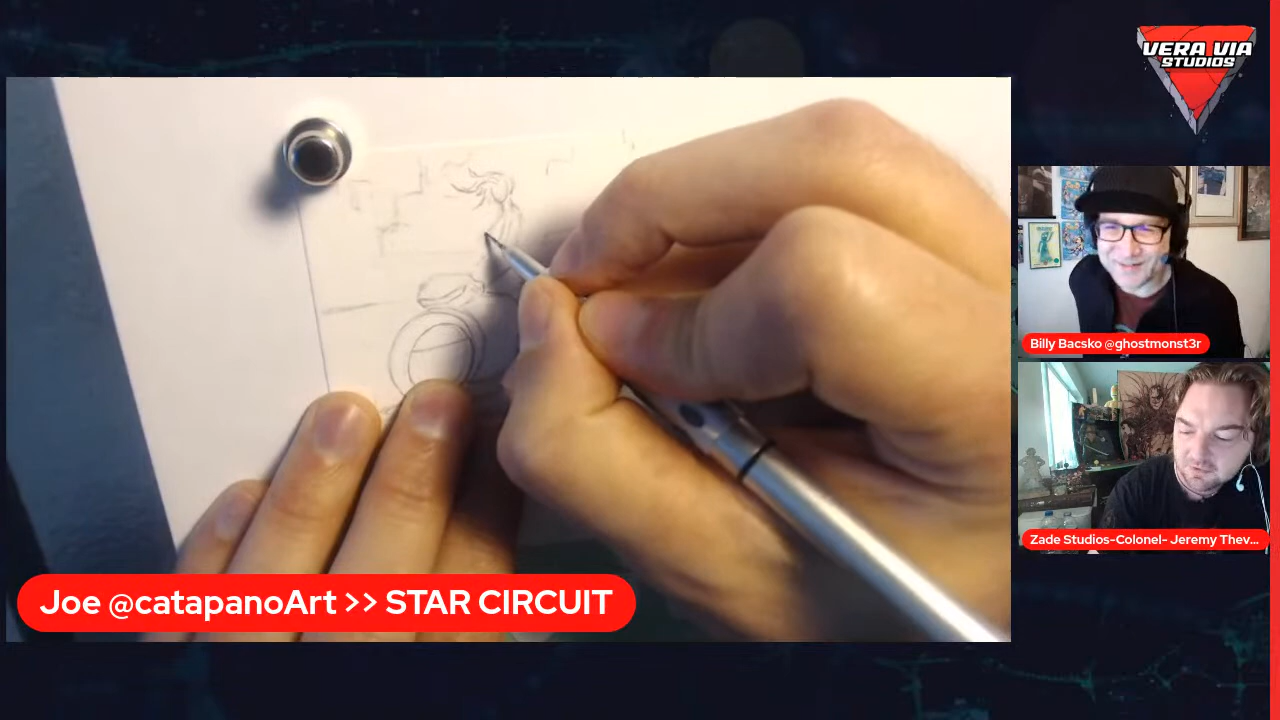 VERA VIA
STUDIOS
Billy Bacsko @ghostmonst3r
Zade Studios-Colonel- Jeremy Thev...
Joe @catapanoArt >> STAR CIRCUIT